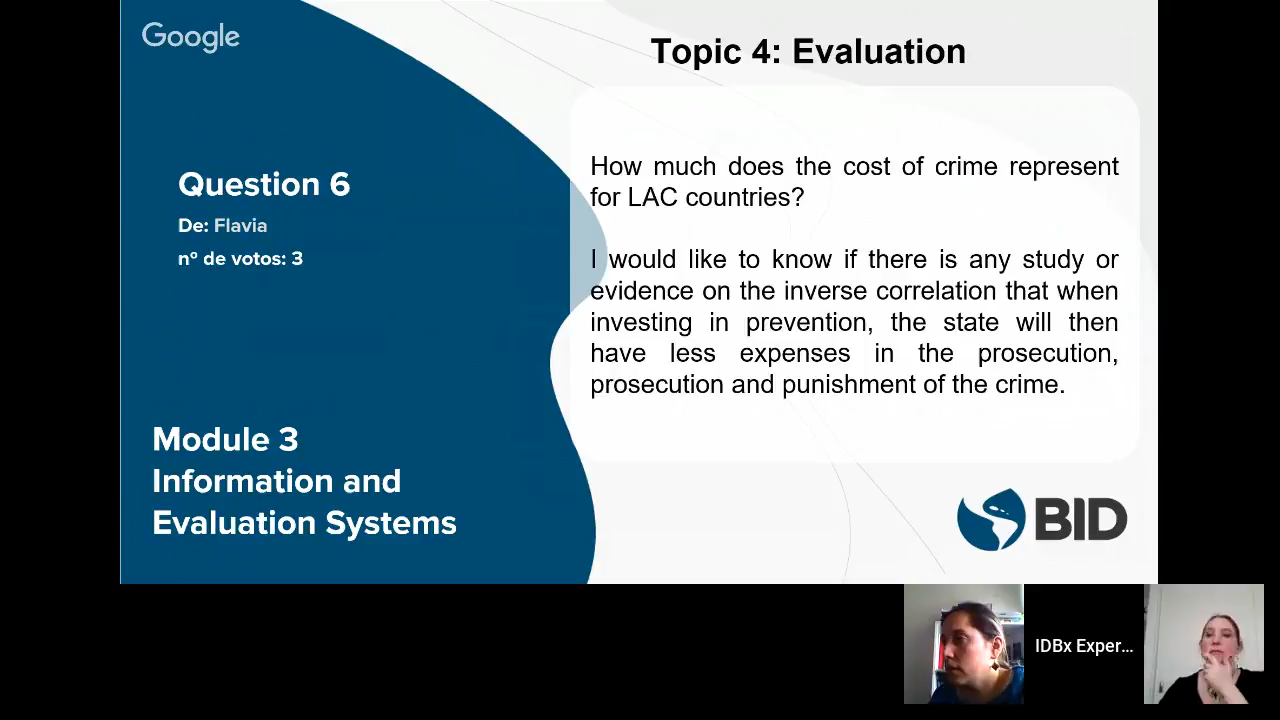 Google
Topic 4: Evaluation
Question 6
De: Flavia
nº de votos: 3
How much does the cost of crime represent
for LAC countries?
I would like to know if there is any study or
evidence on the inverse correlation that when
investing in prevention, the state will then
have less expenses in the prosecution,
prosecution and punishment of the crime.
Module 3
Information and
Evaluation Systems
BID
IDBx Exper...